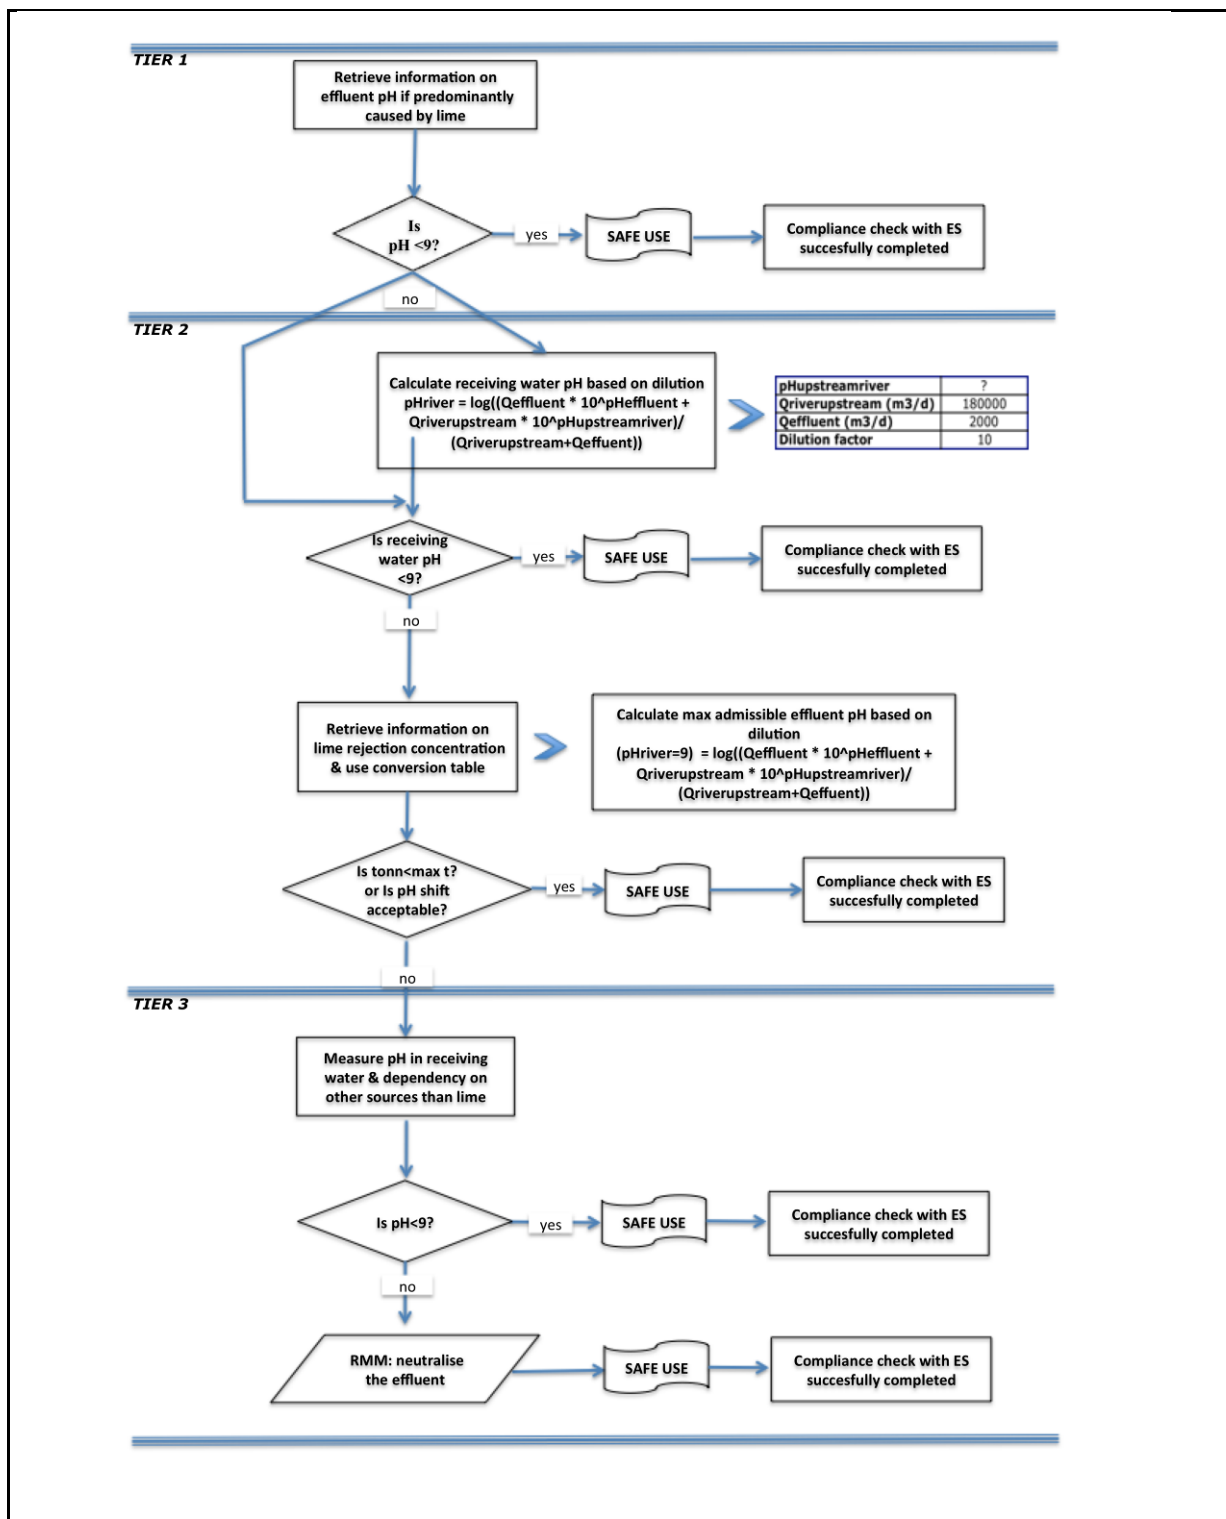 TIER 1
Retrieve information on
effluent pH if predominantly
caused by lime
Is
pH <9?
yes
SAFE USE
Compliance check with ES
succesfully completed
no
TIER 2
Calculate receiving water pH based on dilution
pHriver = log((Qeffluent * 10^pHeffluent +
Qriverupstream * 10^pHupstreamriver)/
(Qriverupstream+Qeffuent))
pHupstreamriver ?
Qriverupstream (m3/d) 180000
Qeffluent (m3/d) 2000
Dilution factor 10
Is receiving
water pH
<9?
yes
SAFE USE
Compliance check with ES
succesfully completed
no
Retrieve information on
lime rejection concentration
& use conversion table
Calculate max admissible effluent pH based on
dilution
(pHriver=9) = log((Qeffluent * 10^pHeffluent +
Qriverupstream * 10^pHupstreamriver)/
(Qriverupstream+Qeffuent))
Is tonn<max t?
or Is pH shift
acceptable?
yes
SAFE USE
Compliance check with ES
succesfully completed
no
TIER 3
Measure pH in receiving
water & dependency on
other sources than lime
Is pH<9?
yes
SAFE USE
Compliance check with ES
succesfully completed
no
RMM: neutralise
the effluent
SAFE USE
Compliance check with ES
succesfully completed